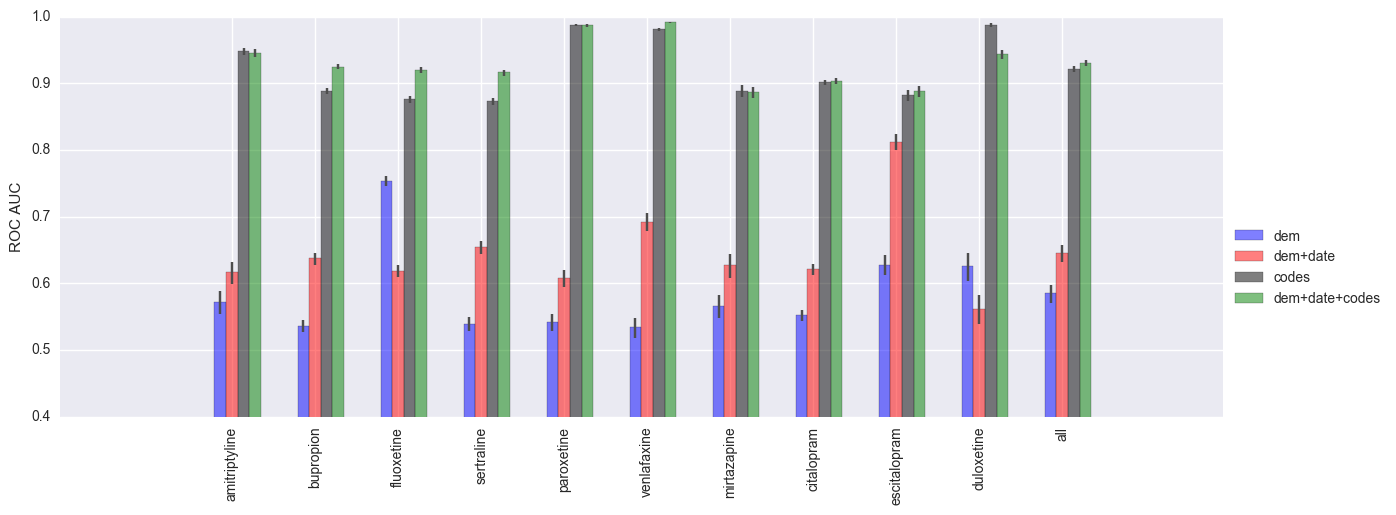 1.0
0.9
0.8
0.7
0.6
0.5
0.4
ROC AUC
amitriptyline
bupropion
fluoxetine
sertraline
paroxetine
venlafaxine
mirtazapine
citalopram
escitalopram
duloxetine
all
dem
dem+date
codes
dem+date+codes